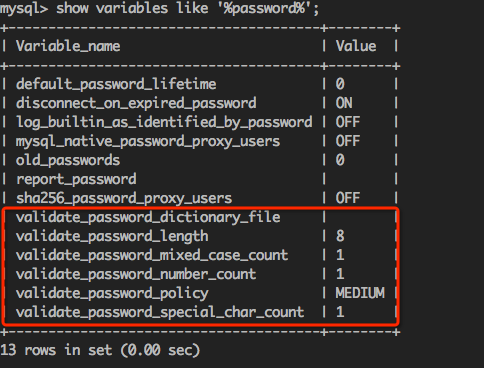 mysql> show variables like '%password%';
+---------------------------------------+--------+
| Variable_name                         | Value  |
+---------------------------------------+--------+
| default_password_lifetime             | 0      |
| disconnect_on_expired_password        | ON     |
| log_builtin_as_identified_by_password | OFF    |
| mysql_native_password_proxy_users     | OFF    |
| old_passwords                         | 0      |
| report_password                       |        |
| sha256_password_proxy_users           | OFF    |
| validate_password_dictionary_file     |        |
| validate_password_length              | 8      |
| validate_password_mixed_case_count    | 1      |
| validate_password_number_count        | 1      |
| validate_password_policy              | MEDIUM |
| validate_password_special_char_count  | 1      |
+---------------------------------------+--------+
13 rows in set (0.00 sec)